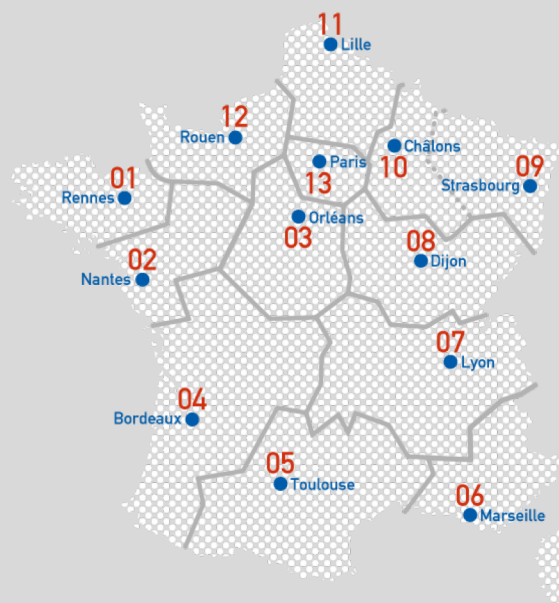 11
Lille
12
Rouen
Châlons
10
Paris
13
09
Strasbourg
01
Rennes
Orléans
03
02
Nantes
08
Dijon
07
Lyon
04
Bordeaux
05
Toulouse
06
Marseille